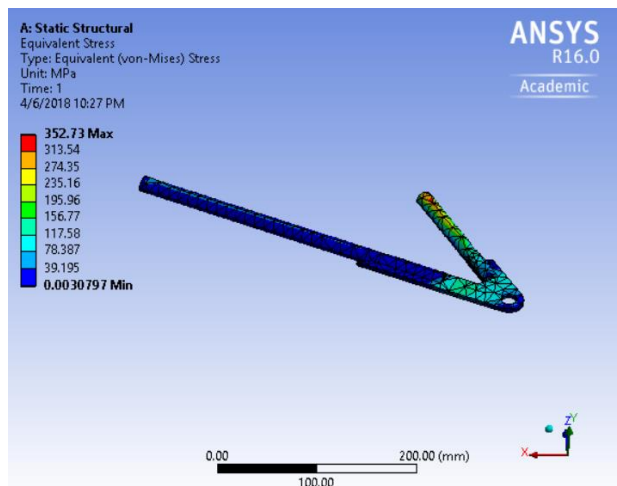 A: Static Structural
Equivalent Stress
Type: Equivalent (von-Mises) Stress
Unit: MPa
Time: 1
4/6/2018 10:27 PM
352.73 Max
313.54
274.35
235.16
195.96
156.77
117.58
78.387
39.195
0.0030797 Min
ANSYS
R16.0
Academic
0.00
200.00 (mm)
100.00
Z
Y
X